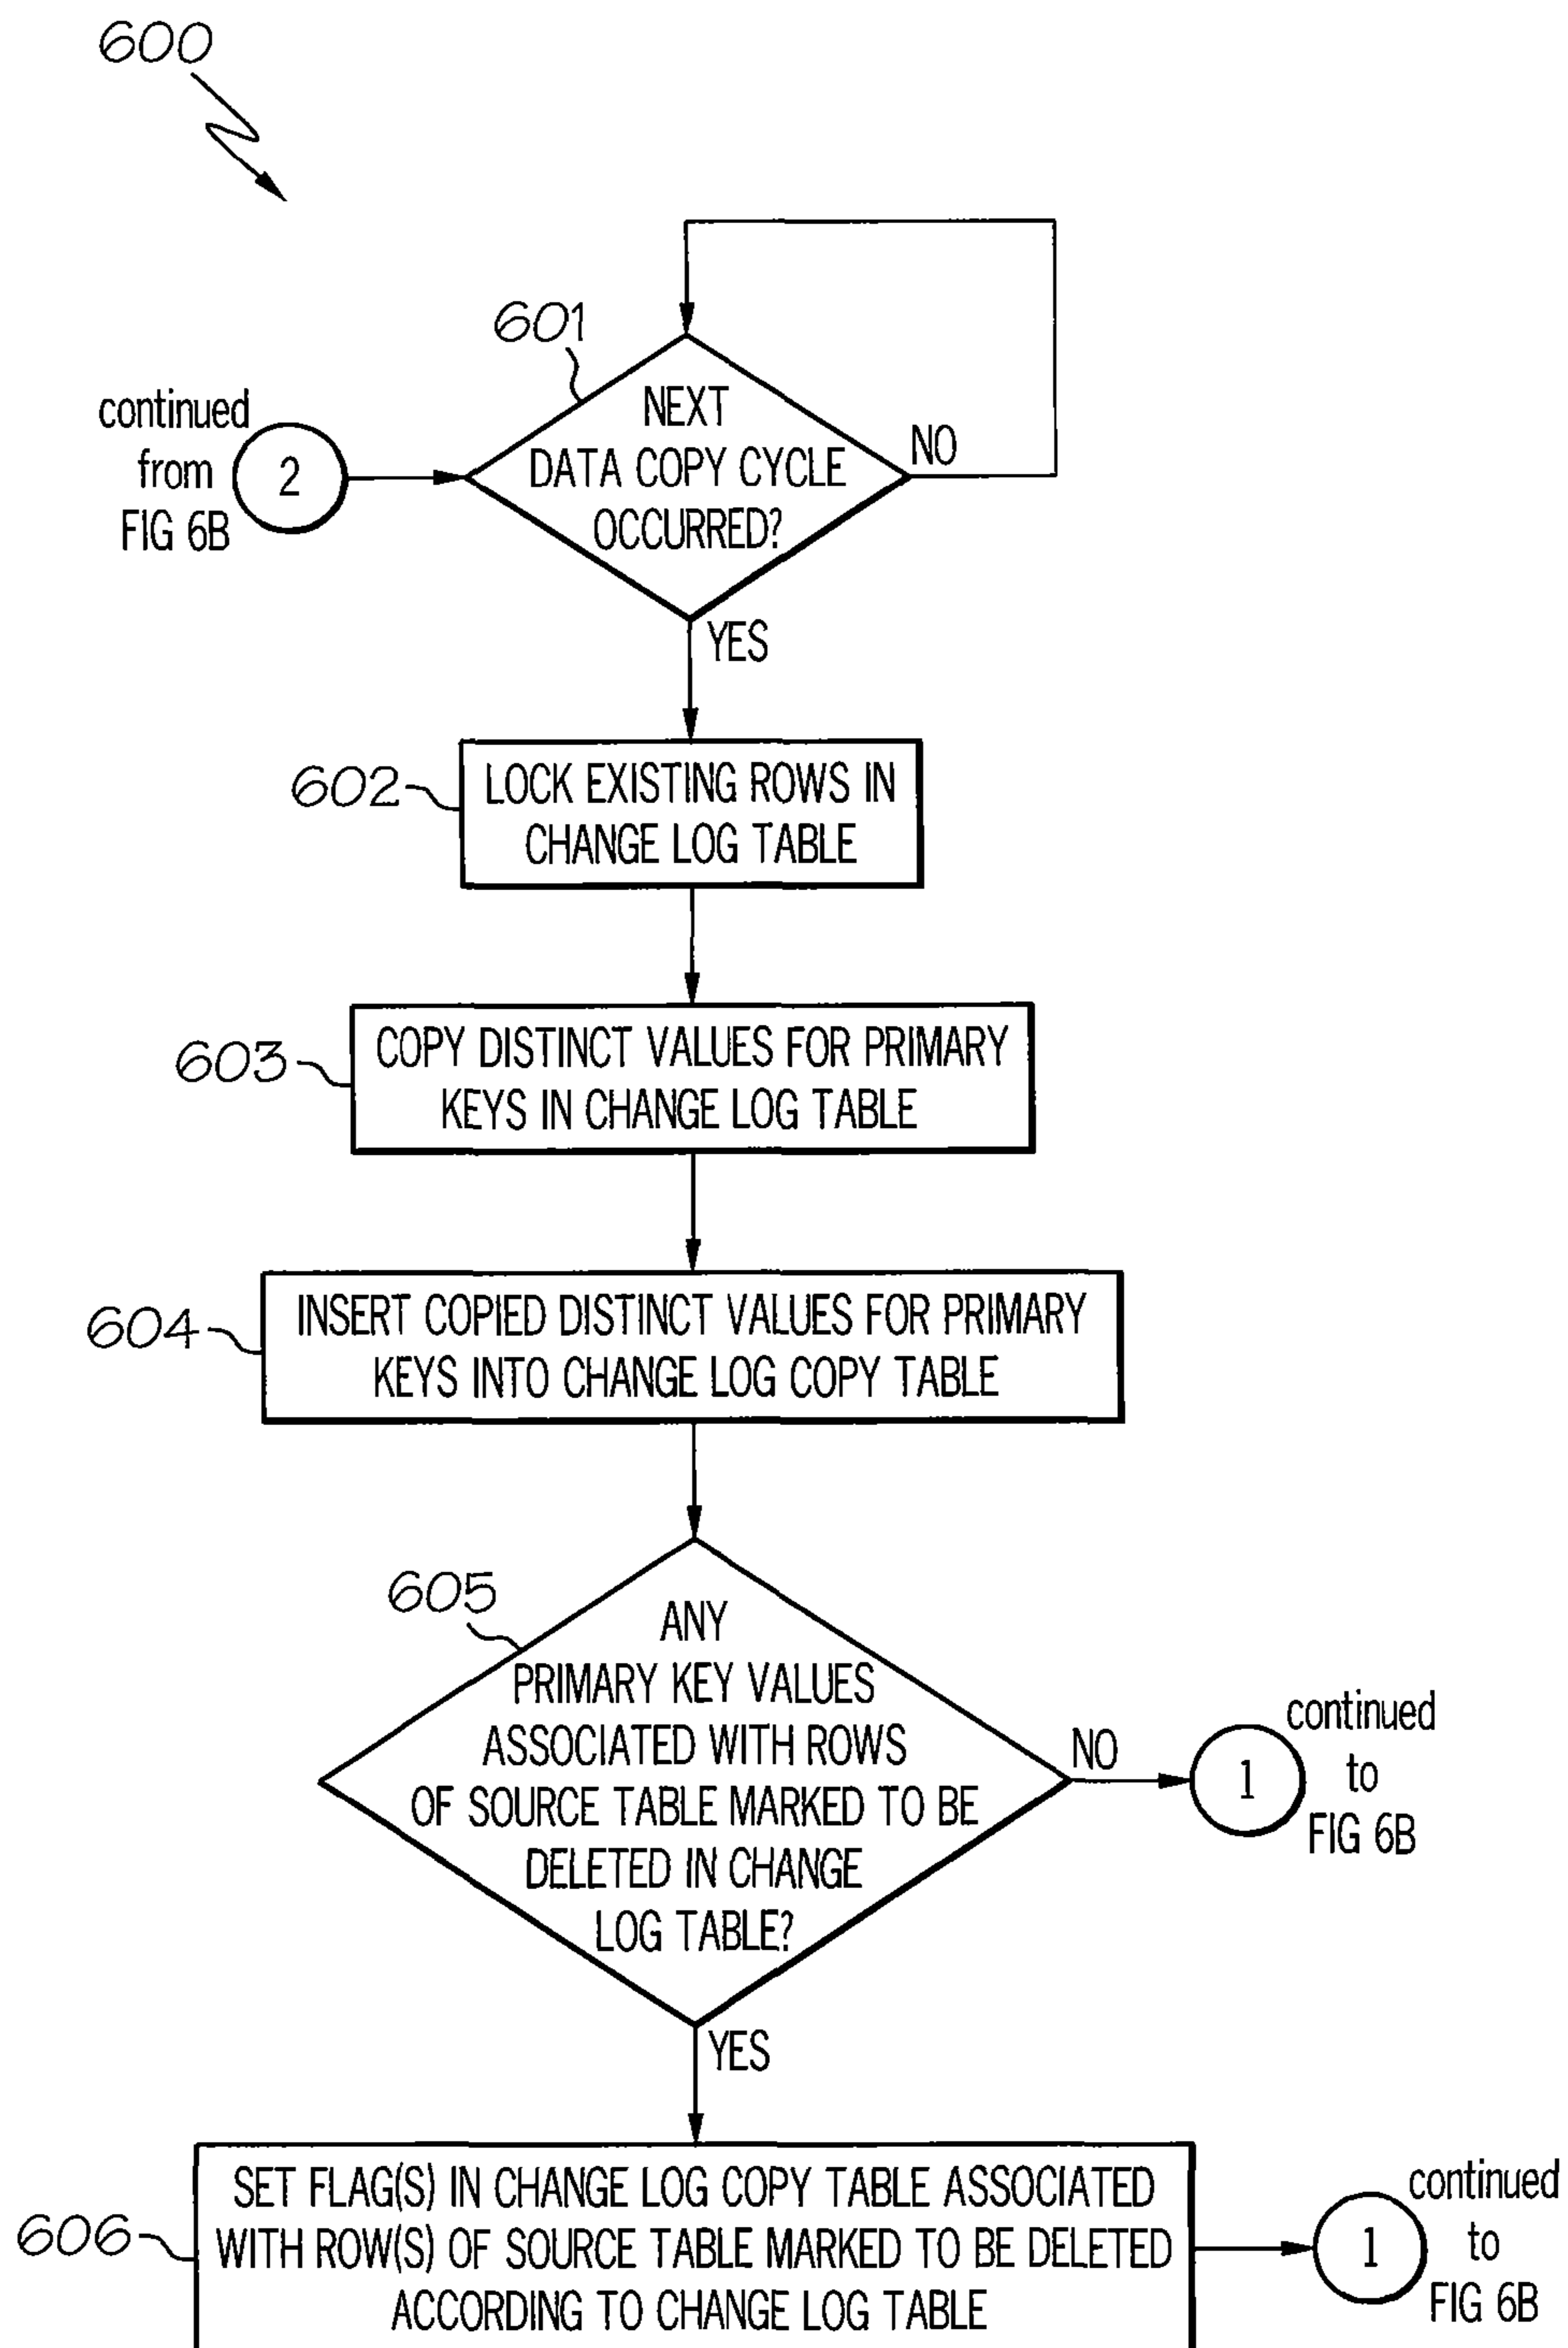 600
601
continued
from
FIG 6B
2
NEXT
DATA COPY CYCLE
OCCURRED?
NO
YES
602
LOCK EXISTING ROWS IN
CHANGE LOG TABLE
603
COPY DISTINCT VALUES FOR PRIMARY
KEYS IN CHANGE LOG TABLE
604
INSERT COPIED DISTINCT VALUES FOR PRIMARY
KEYS INTO CHANGE LOG COPY TABLE
605
ANY
PRIMARY KEY VALUES
ASSOCIATED WITH ROWS
OF SOURCE TABLE MARKED TO BE
DELETED IN CHANGE
LOG TABLE?
NO
1
continued
to
FIG 6B
YES
606
SET FLAG(S) IN CHANGE LOG COPY TABLE ASSOCIATED
WITH ROW(S) OF SOURCE TABLE MARKED TO BE DELETED
ACCORDING TO CHANGE LOG TABLE
1
continued
to
FIG 6B